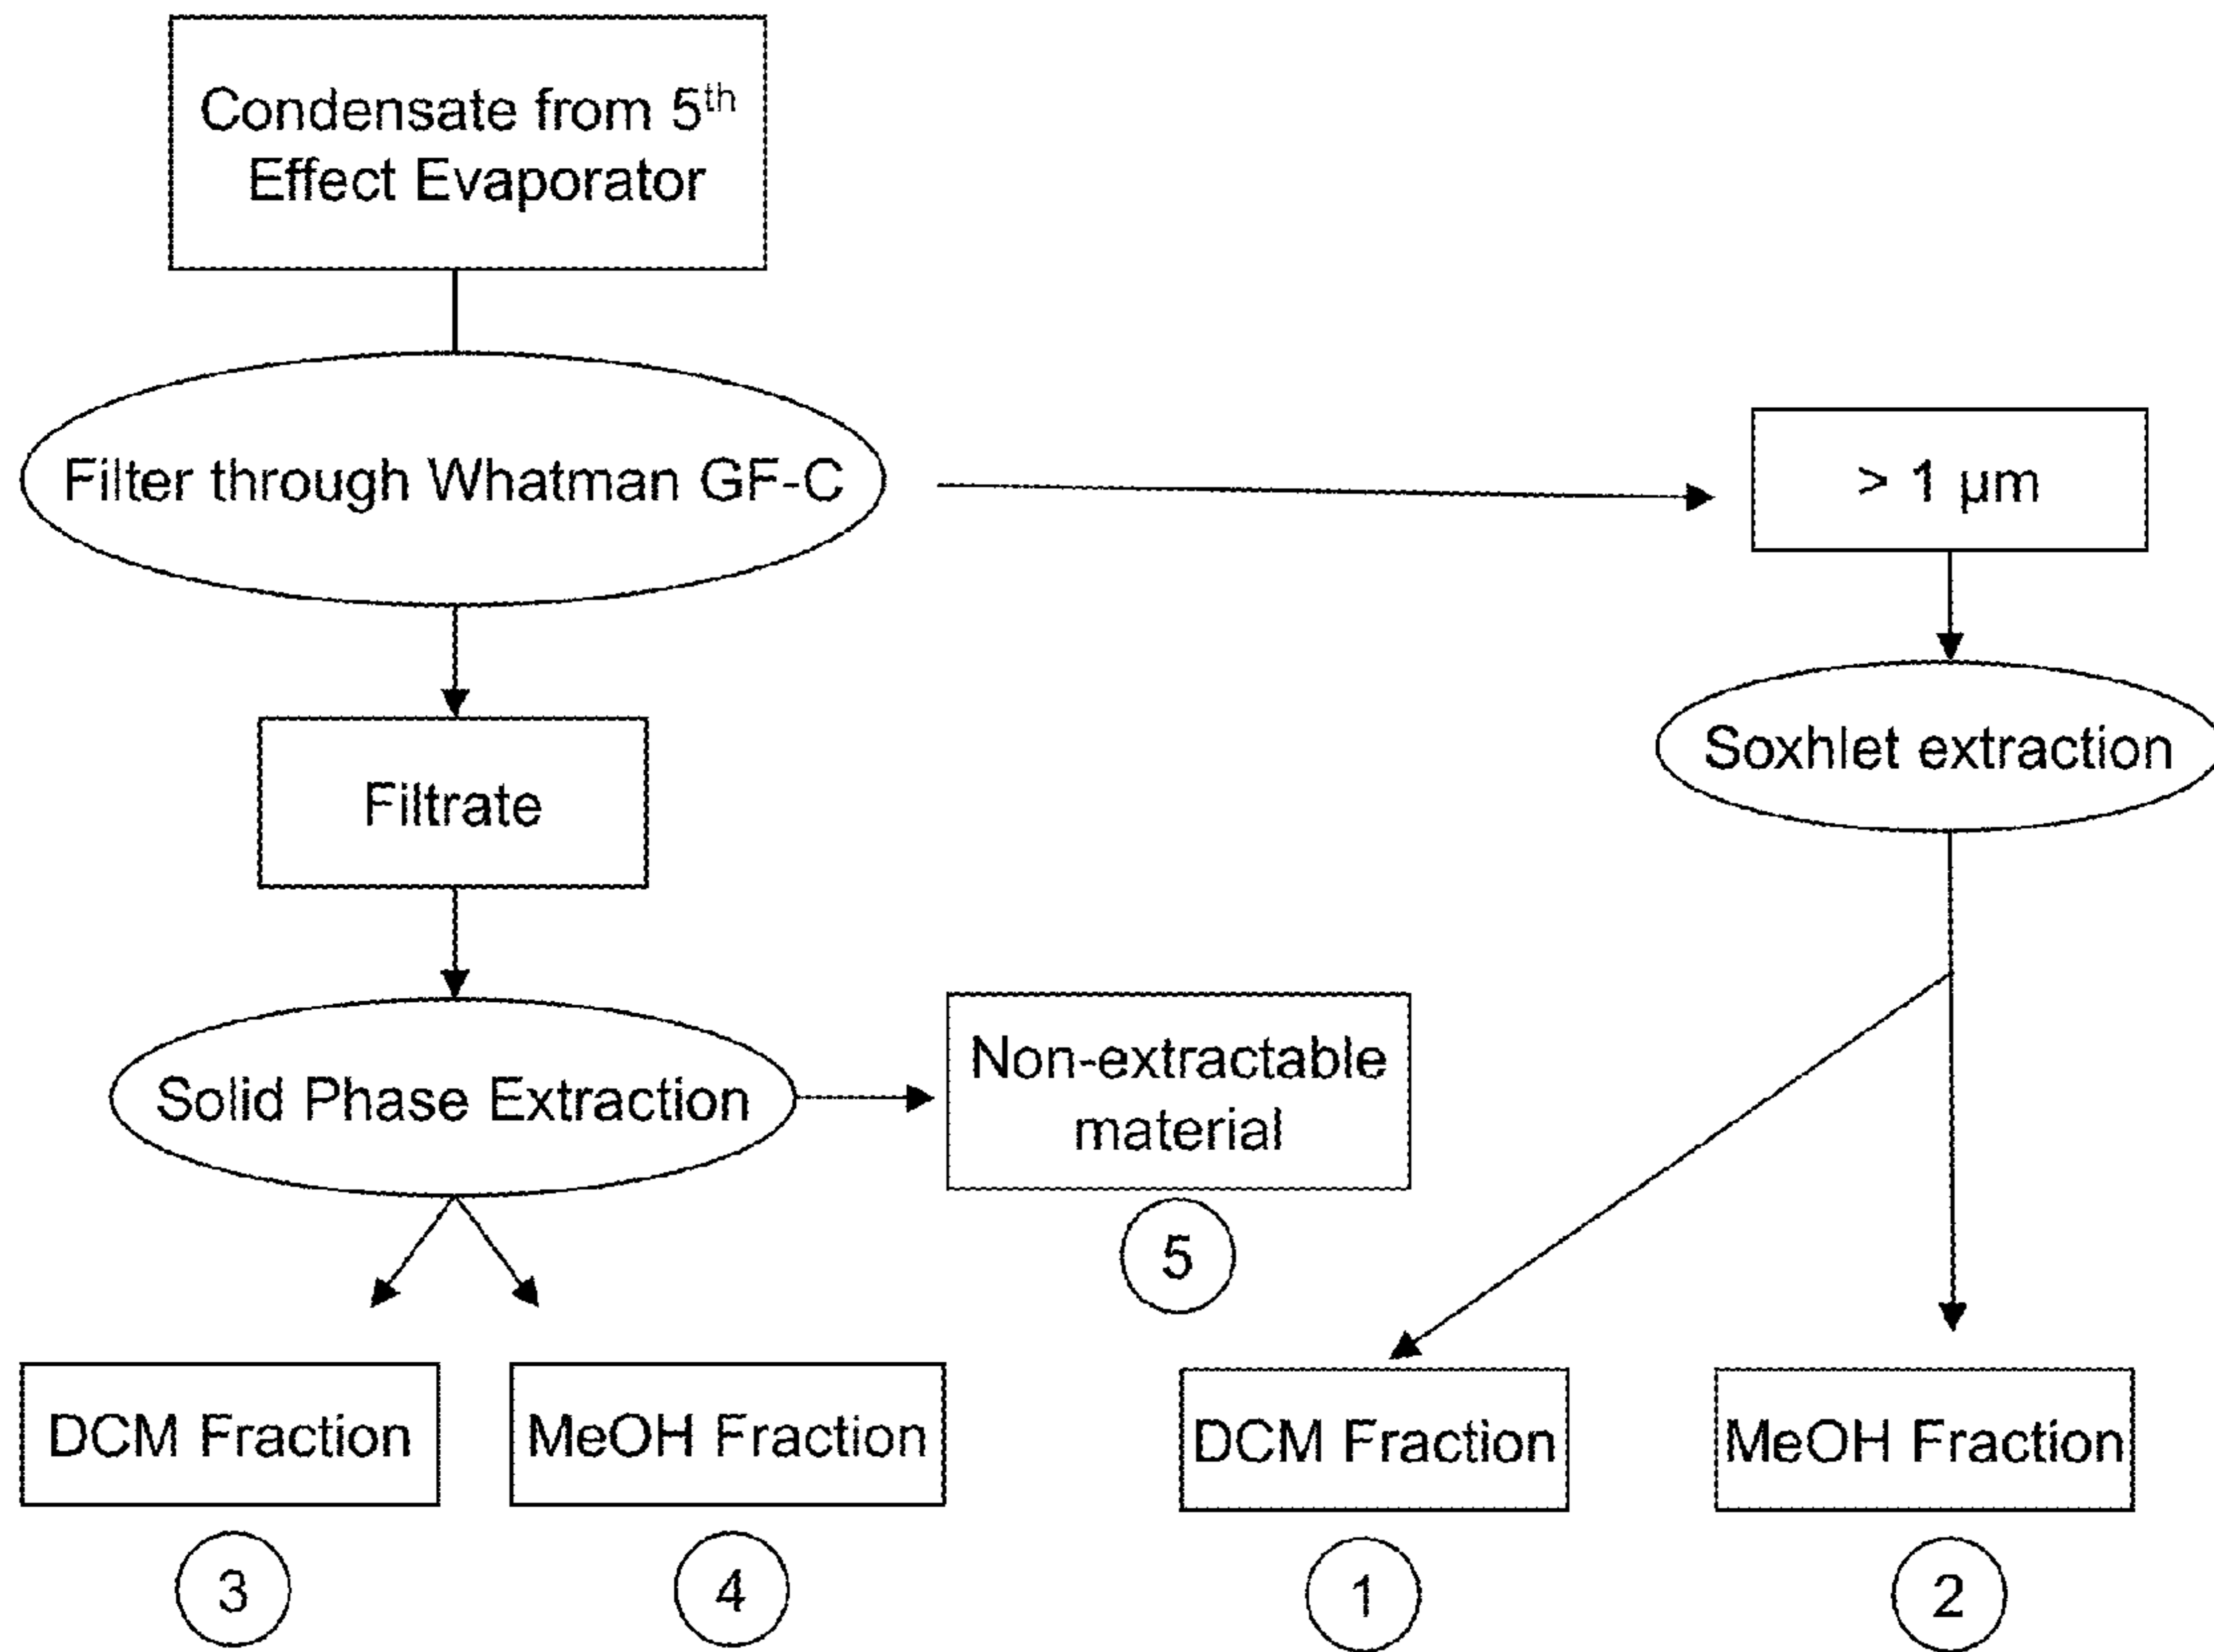 Condensate from 5th
Effect Evaporator
Filter through Whatman GF-C
> 1 µm
Soxhlet extraction
Filtrate
Solid Phase Extraction
Non-extractable
material
5
DCM Fraction
MeOH Fraction
DCM Fraction
MeOH Fraction
3
4
1
2